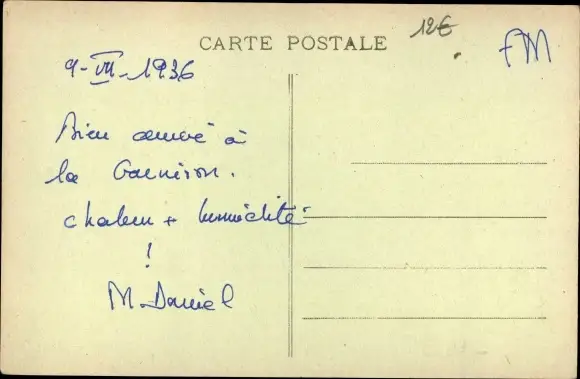 CARTE POSTALE
12€
FM
9-VII-1936
Bien arrivé à
la Garnison.
chaleur + humidité
!
M. Daniel